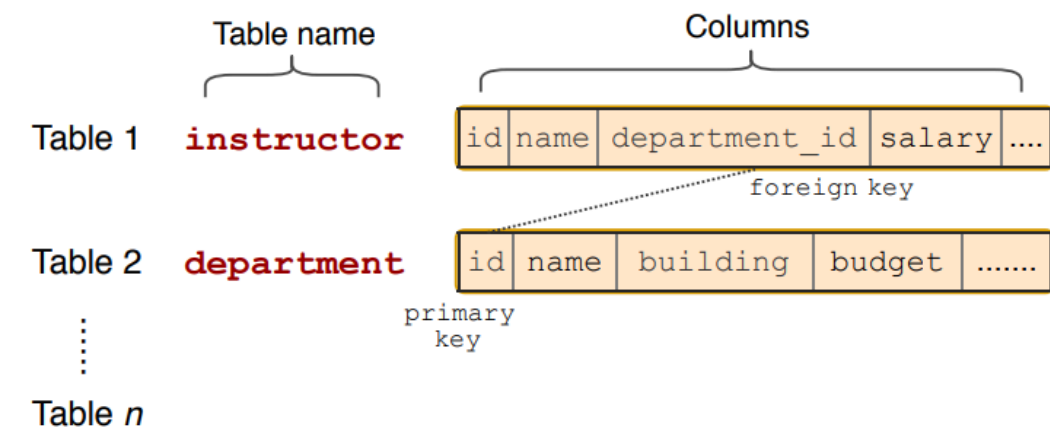 Table name
Columns
Table 1 instructor id name department_id salary ....
foreign key
Table 2 department id name building budget .......
primary
key
Table n